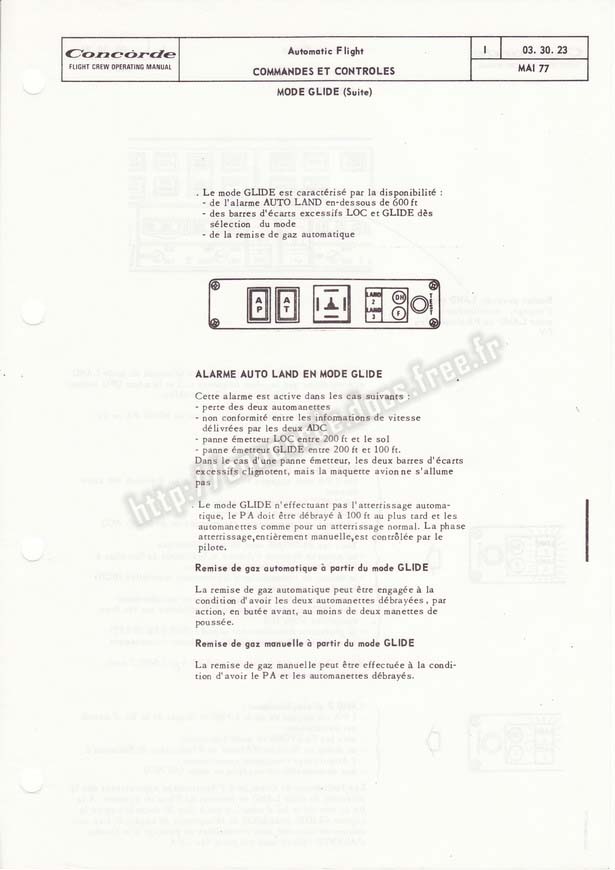 Concorde
FLIGHT CREW OPERATING MANUAL
Automatic Flight
COMMANDES ET CONTROLES
I 03. 30. 23
MAI 77
MODE GLIDE (Suite)
. Le mode GLIDE est caractérisé par la disponibilité :
- de l'alarme AUTO LAND en-dessous de 600 ft
- des barres d'écarts excessifs LOC et GLIDE dès
sélection du mode
- de la remise de gaz automatique
A P
A T
LAND 2
LAND 3
DH
F
TEST
ALARME AUTO LAND EN MODE GLIDE
Cette alarme est active dans les cas suivants :
- perte des deux automanettes
- non conformité entre les informations de vitesse
délivrées par les deux ADC
- panne émetteur LOC entre 200 ft et le sol
- panne émetteur GLIDE entre 200 ft et 100 ft.
Dans le cas d'une panne émetteur, les deux barres d'écarts
excessifs clignotent, mais la maquette avion ne s'allume
pas
. Le mode GLIDE n'effectuant pas l'atterrissage automa-
tique, le PA doit être débrayé à 100 ft au plus tard et les
automanettes comme pour un atterrissage normal. La phase
atterrissage,entièrement manuelle,est contrôlée par le
pilote.
Remise de gaz automatique à partir du mode GLIDE
La remise de gaz automatique peut être engagée à la
condition d'avoir les deux automanettes débrayées, par
action, en butée avant, au moins de deux manettes de
poussée.
Remise de gaz manuelle à partir du mode GLIDE
La remise de gaz manuelle peut être effectuée à la condi-
tion d'avoir le PA et les automanettes débrayés.
http://concordedocs.free.fr